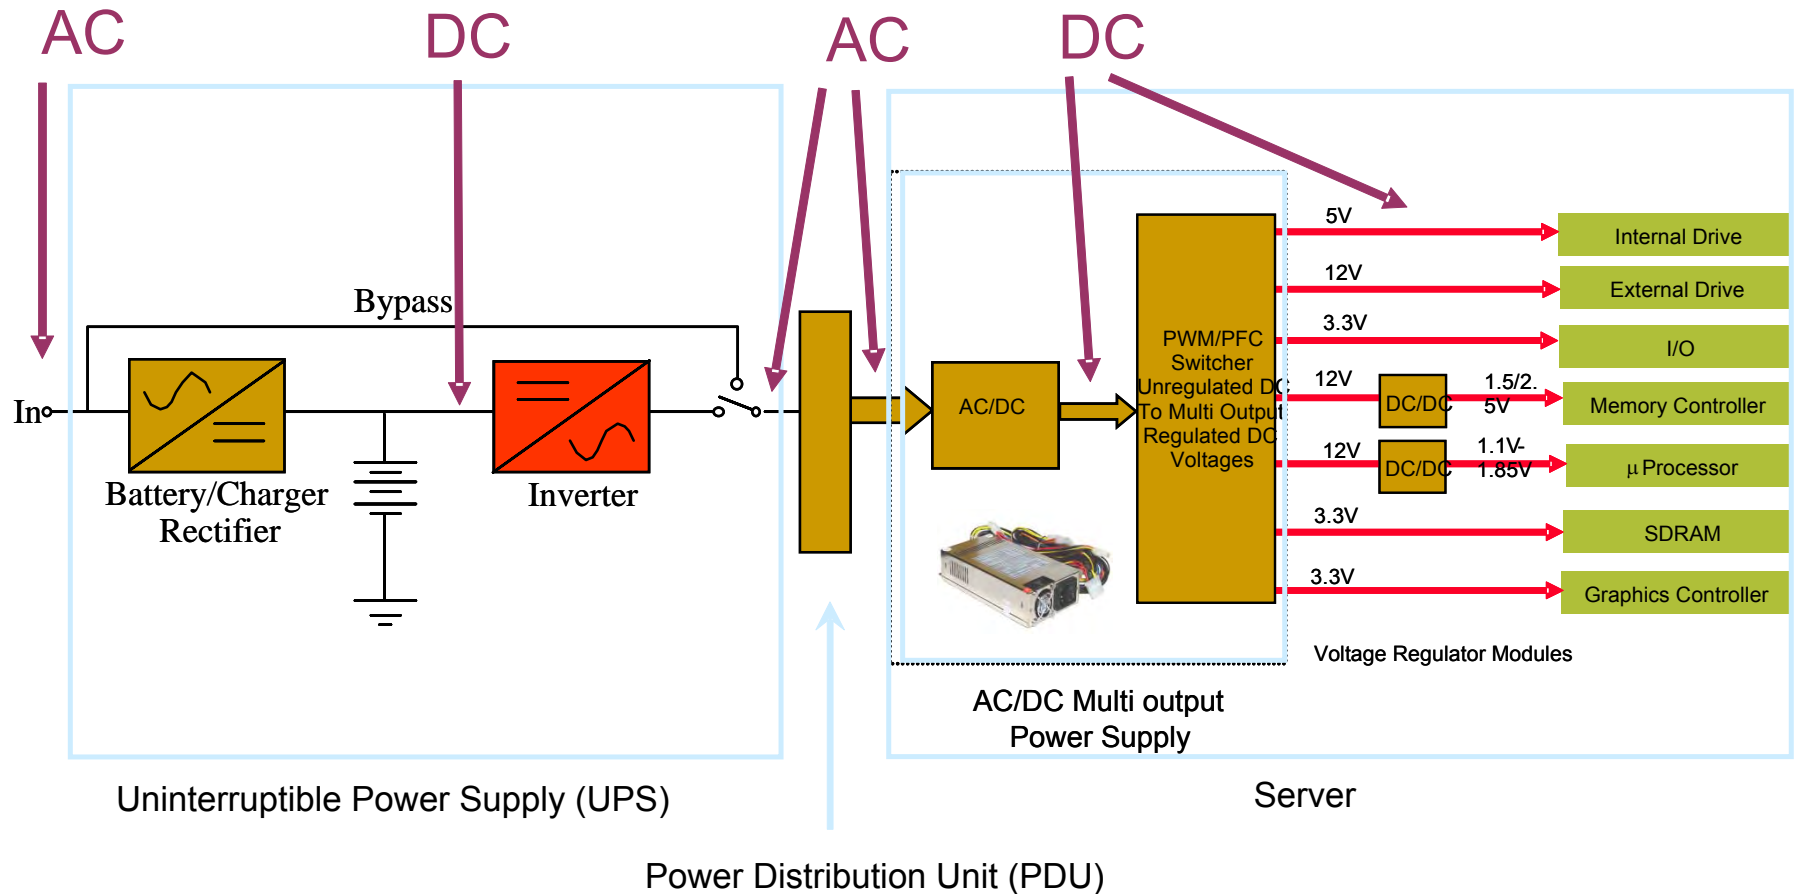 AC
DC
AC
DC
Bypass
In
Battery/Charger
Rectifier
Inverter
AC/DC
PWM/PFC
Switcher
Unregulated DC
To Multi Output
Regulated DC
Voltages
5V
Internal Drive
12V
External Drive
3.3V
I/O
12V
DC/DC
1.5/2.
5V
Memory Controller
12V
DC/DC
1.1V-
1.85V
μ Processor
3.3V
SDRAM
3.3V
Graphics Controller
Voltage Regulator Modules
AC/DC Multi output
Power Supply
Uninterruptible Power Supply (UPS)
Server
Power Distribution Unit (PDU)